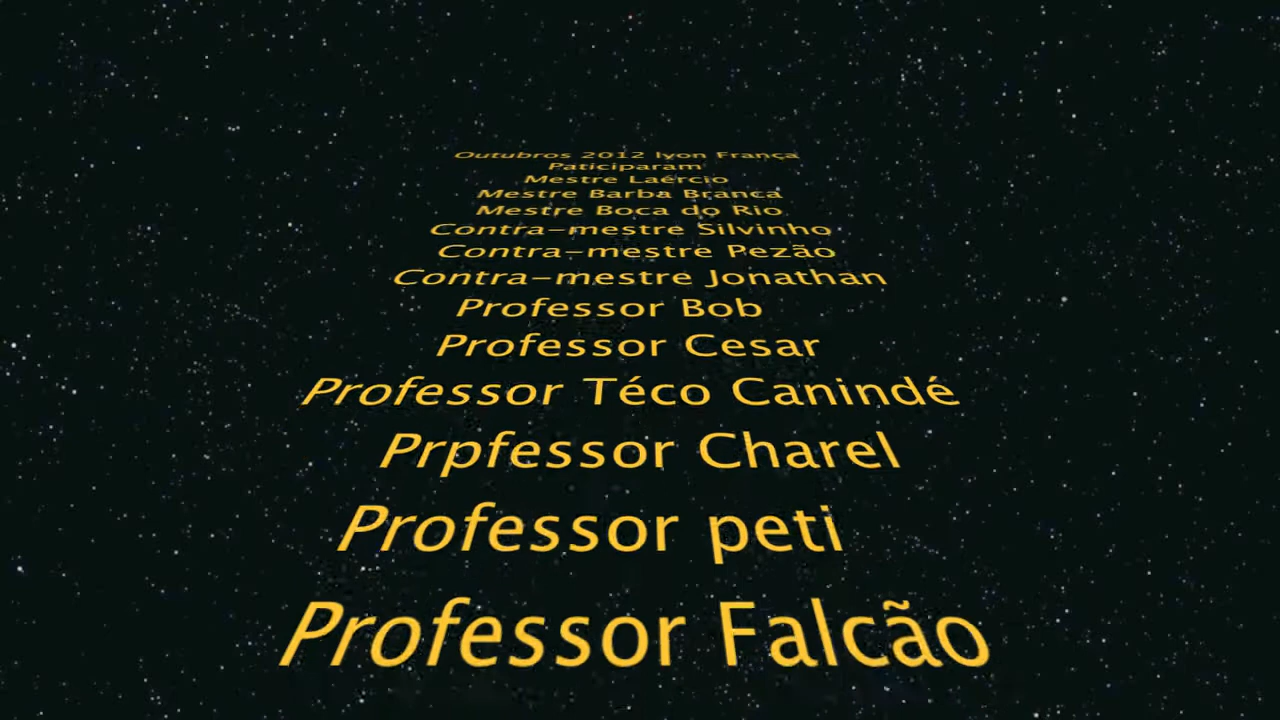 Outubros 2012 lyon França
Paticiparam
Mestre Laércio
Mestre Barba Branca
Mestre Boca do Rio
Contra-mestre Silvinho
Contra-mestre Pezão
Contra-mestre Jonathan
Professor Bob
Professor Cesar
Professor Téco Canindé
Prpfessor Charel
Professor peti
Professor Falcão